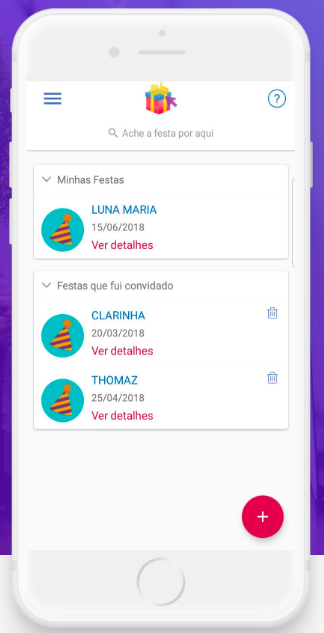 Ache a festa por aqui
Minhas Festas
LUNA MARIA
15/06/2018
Ver detalhes
Festas que fui convidado
CLARINHA
20/03/2018
Ver detalhes
THOMAZ
25/04/2018
Ver detalhes